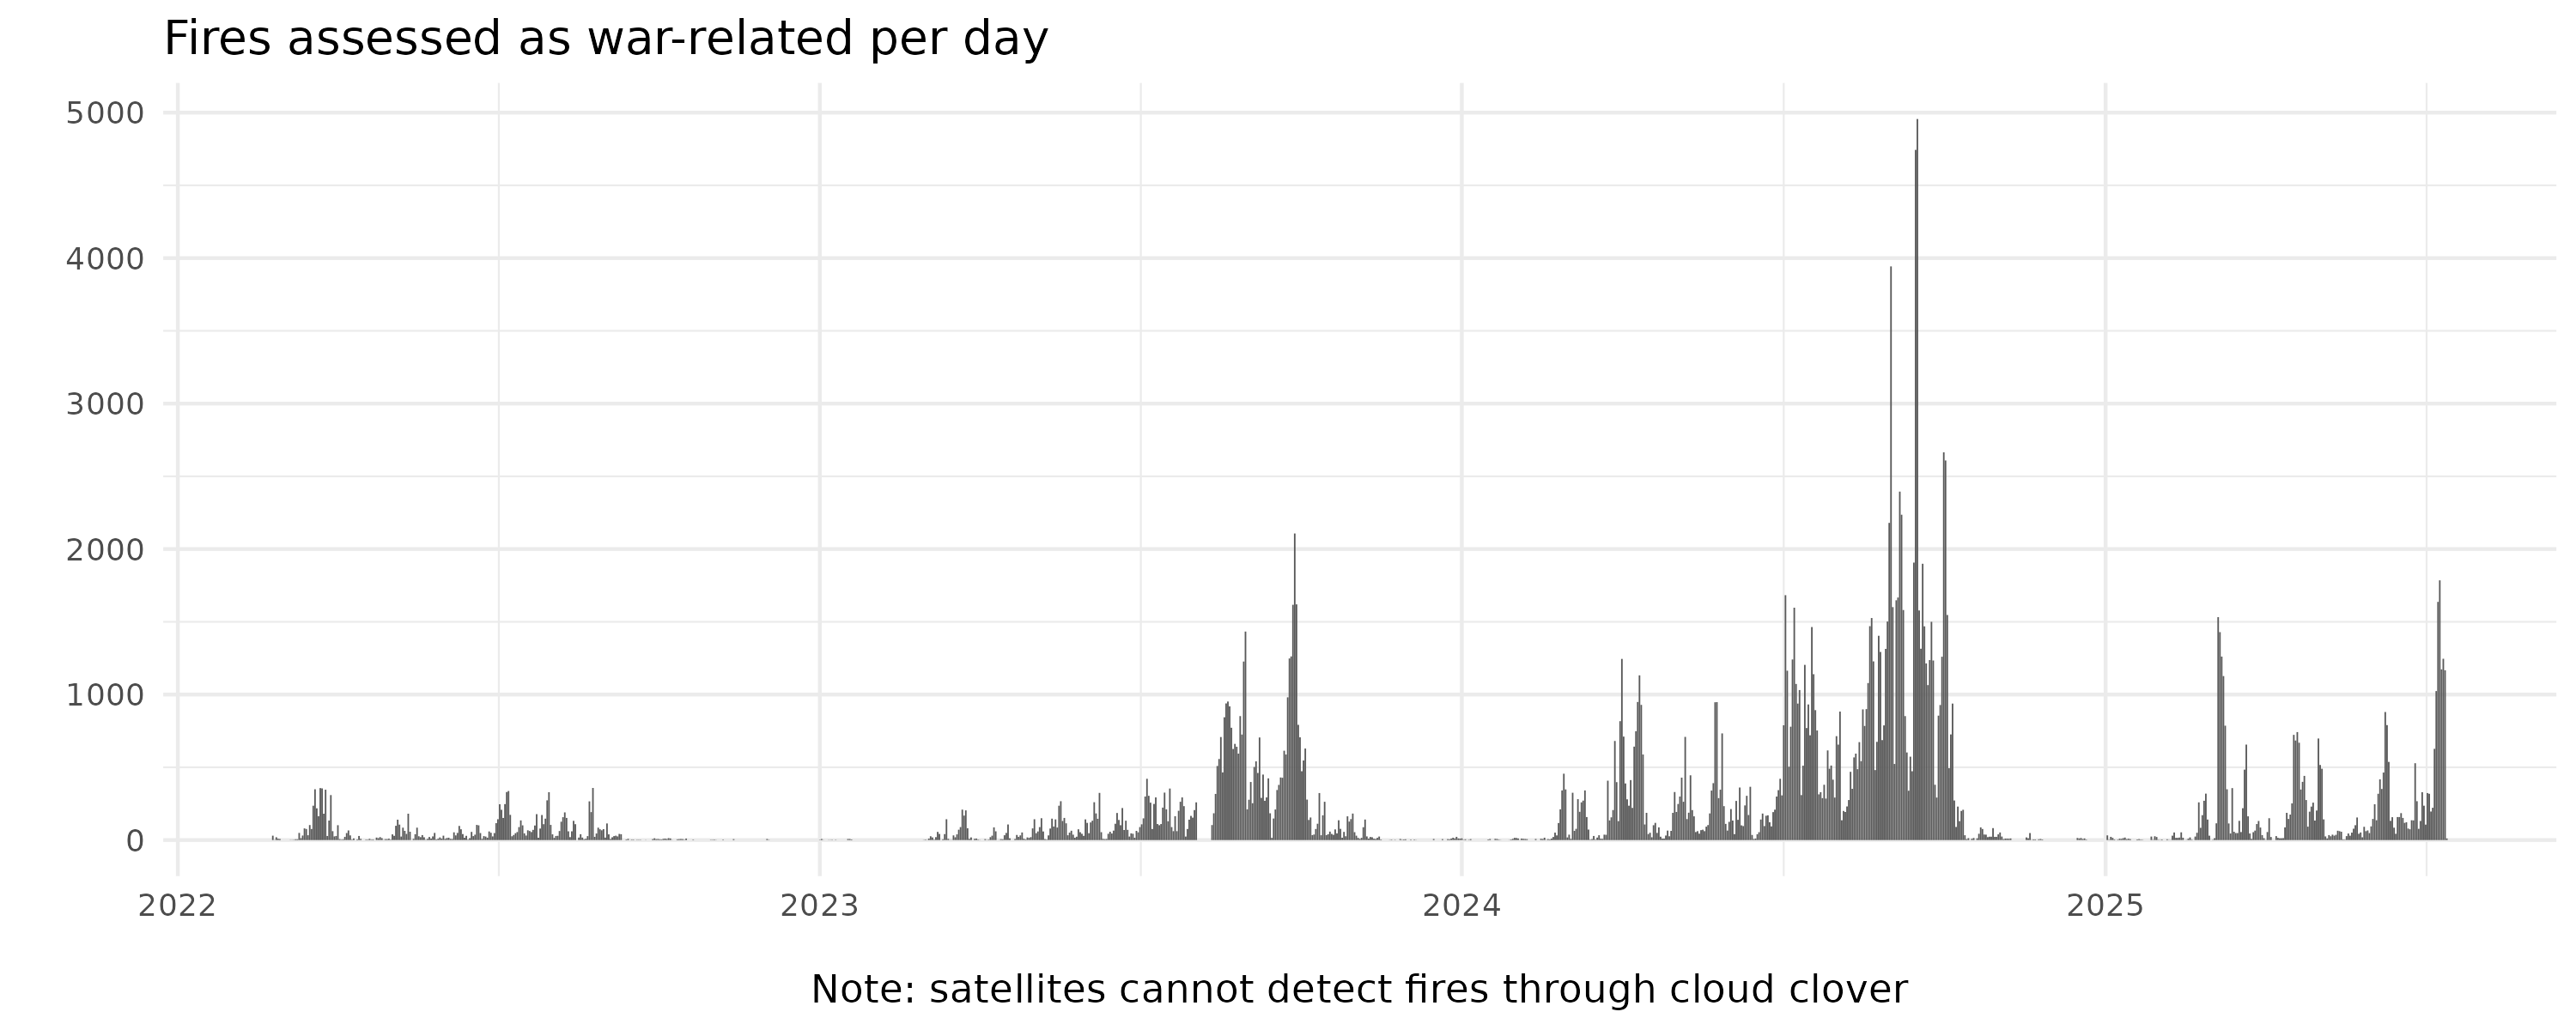 Fires assessed as war-related per day
5000
4000
3000
2000
1000
0
2022 2023 2024 2025
Note: satellites cannot detect fires through cloud clover